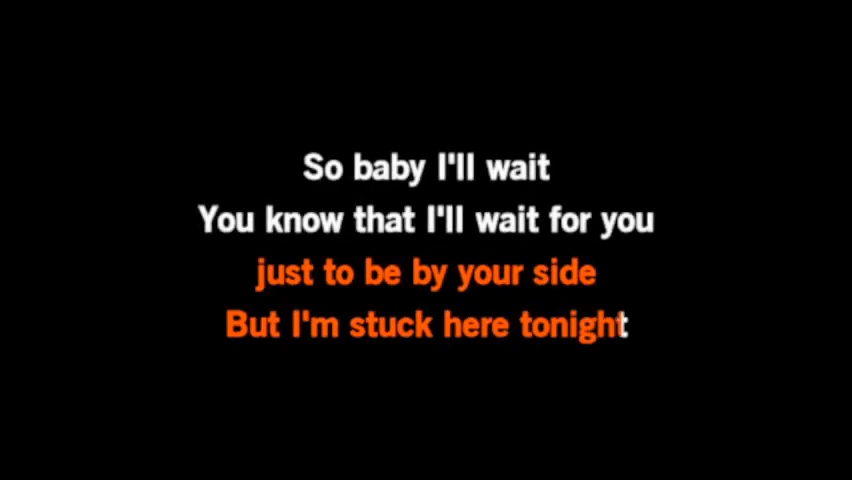 So baby I'll wait
You know that I'll wait for you
just to be by your side
But I'm stuck here tonight